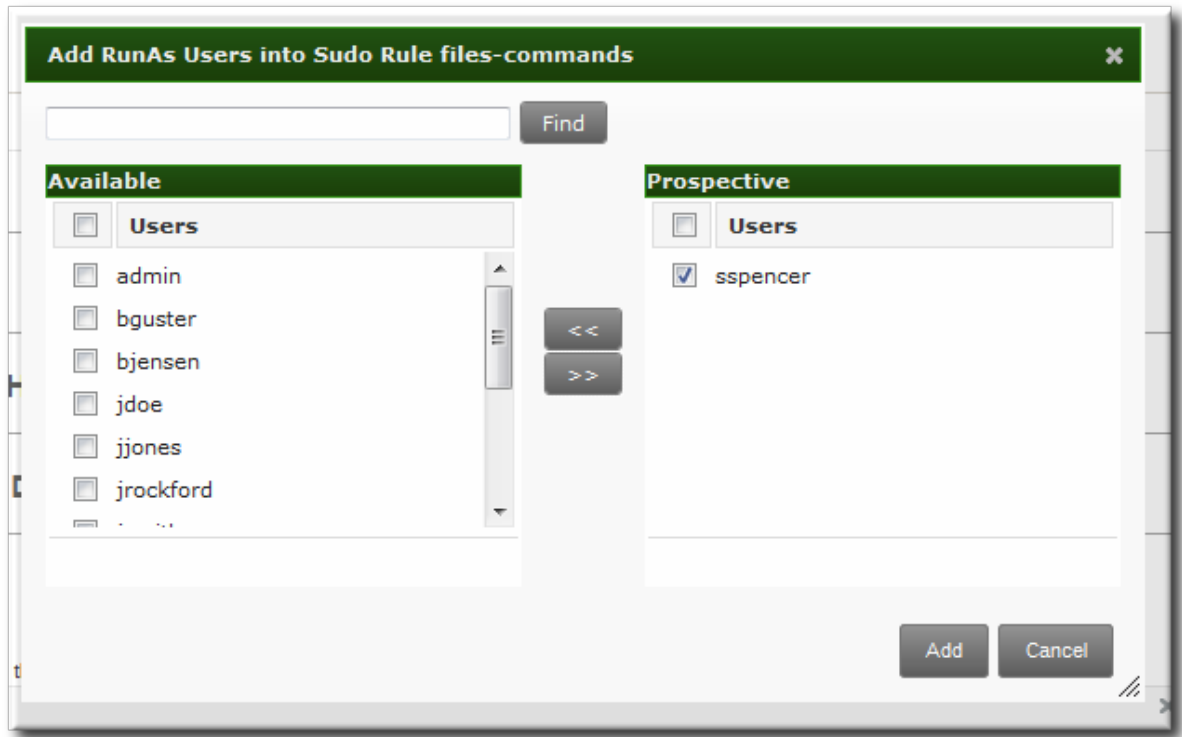 Add RunAs Users into Sudo Rule files-commands
Find
Available
Users
admin
bguster
bjensen
jdoe
jjones
jrockford
<<
>>
Prospective
Users
sspencer
Add
Cancel